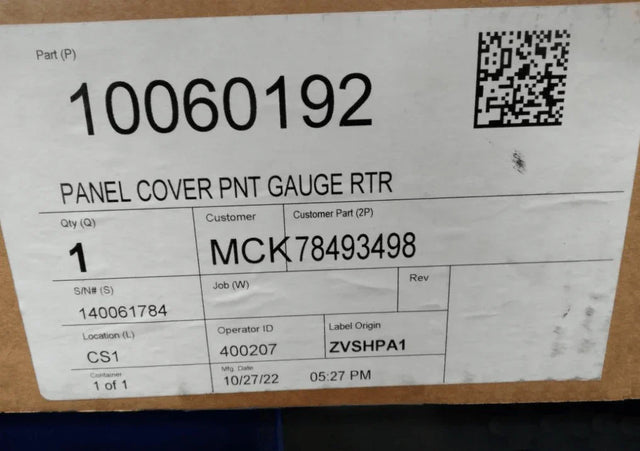 Part (P)
10060192
PANEL COVER PNT GAUGE RTR
Qty (Q)
Customer
Customer Part (2P)
1
MCK
78493498
S/N# (S)
Job (W)
Rev
140061784
Location (L)
Operator ID
Label Origin
CS1
400207
ZVSHPA1
Container
Mfg. Date
1 of 1
10/27/22 05:27 PM